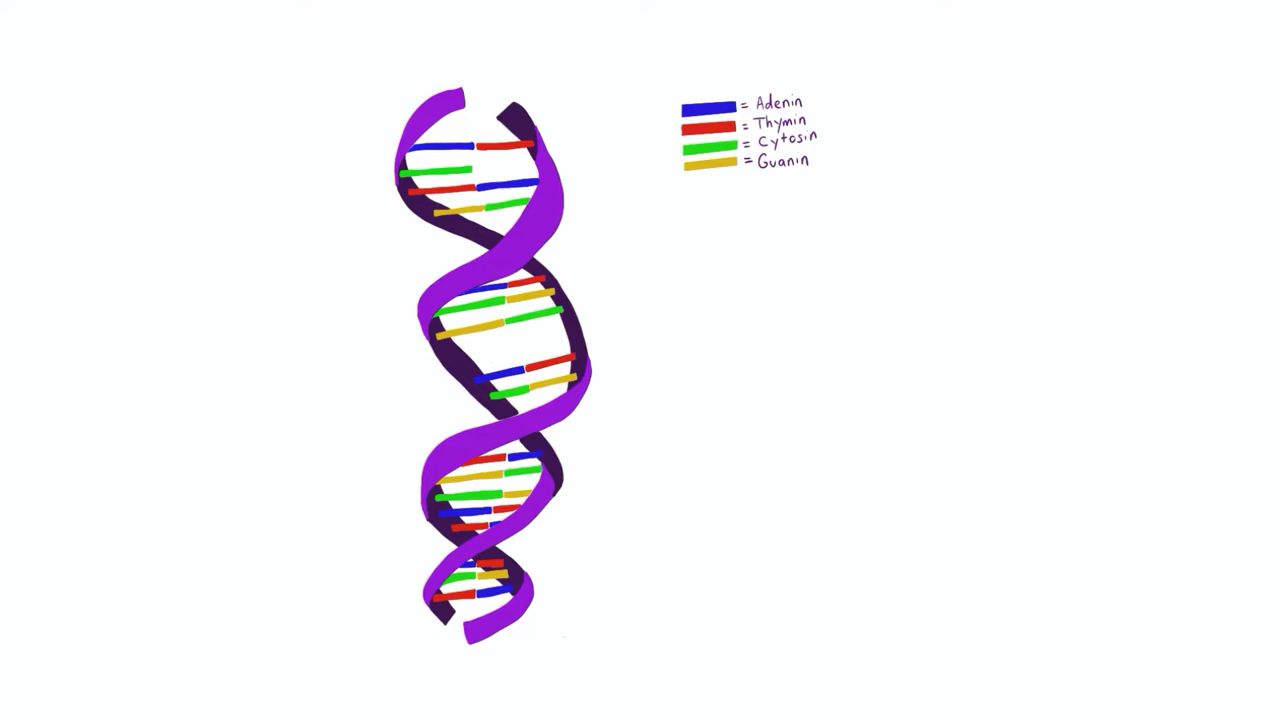 = Adenin
= Thymin
= Cytosin
= Guanin